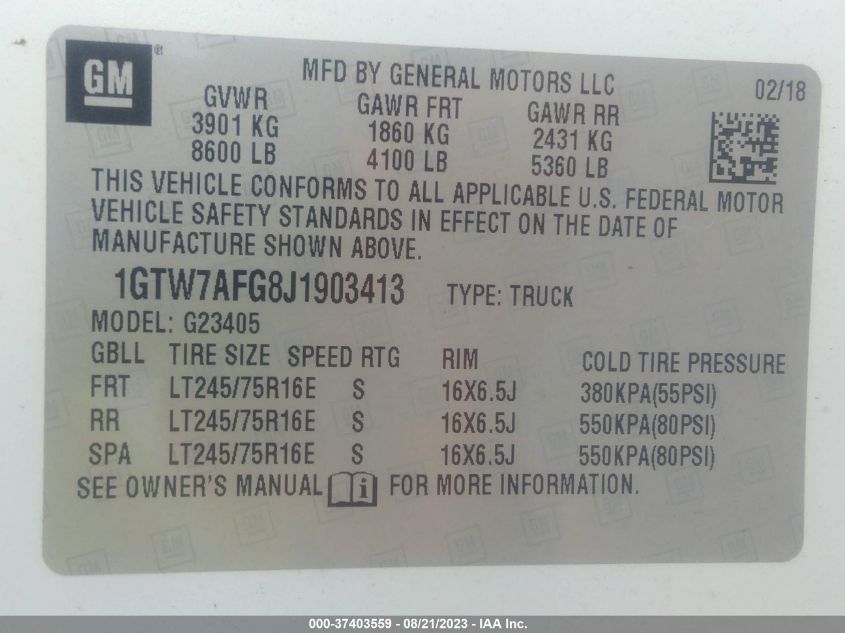 GM ®
MFD BY GENERAL MOTORS LLC
02/18
GVWR GAWR FRT GAWR RR
3901 KG 1860 KG 2431 KG
8600 LB 4100 LB 5360 LB
THIS VEHICLE CONFORMS TO ALL APPLICABLE U.S. FEDERAL MOTOR
VEHICLE SAFETY STANDARDS IN EFFECT ON THE DATE OF
MANUFACTURE SHOWN ABOVE.
1GTW7AFG8J1903413 TYPE: TRUCK
MODEL: G23405
GBLL TIRE SIZE SPEED RTG RIM COLD TIRE PRESSURE
FRT LT245/75R16E S 16X6.5J 380KPA(55PSI)
RR LT245/75R16E S 16X6.5J 550KPA(80PSI)
SPA LT245/75R16E S 16X6.5J 550KPA(80PSI)
SEE OWNER'S MANUAL i FOR MORE INFORMATION.
000-37403559 - 08/21/2023 - IAA Inc.